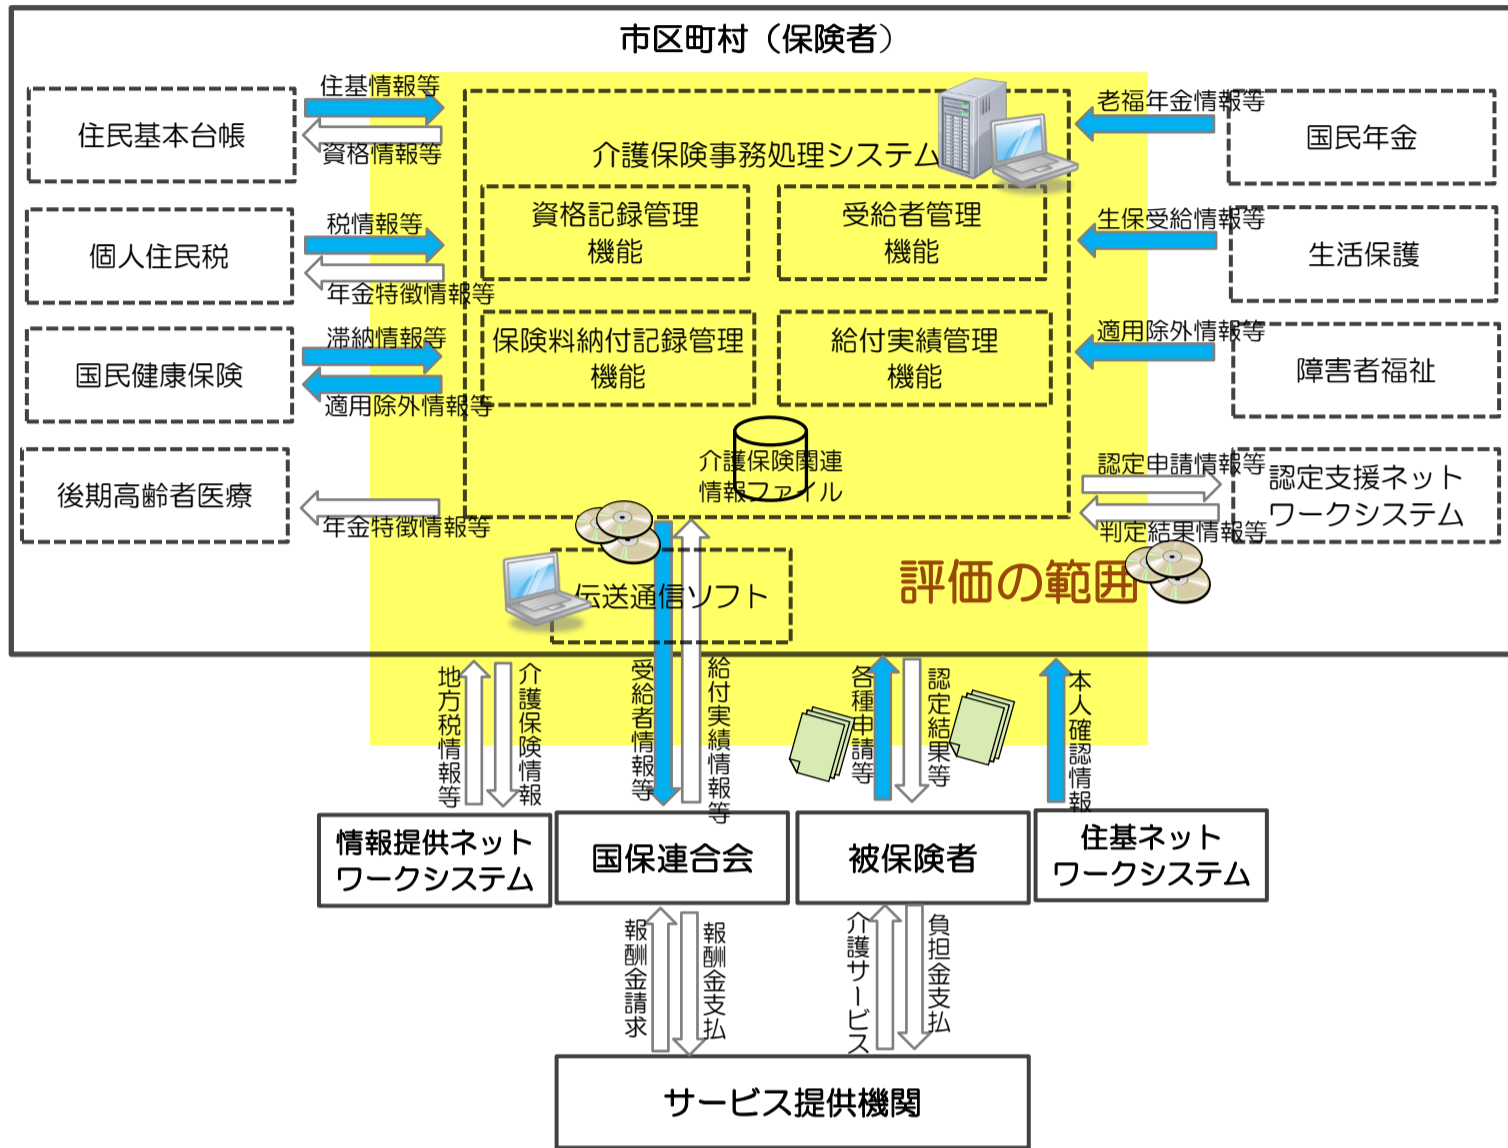 市区町村（保険者）
住民基本台帳
住基情報等
資格情報等
個人住民税
税情報等
年金特徴情報等
国民健康保険
滞納情報等
適用除外情報等
後期高齢者医療
年金特徴情報等
介護保険事務処理システム
資格記録管理
機能
受給者管理
機能
保険料納付記録管理
機能
給付実績管理
機能
介護保険関連
情報ファイル
伝送通信ソフト
評価の範囲
老福年金情報等
国民年金
生保受給情報等
生活保護
適用除外情報等
障害者福祉
認定申請情報等
判定結果情報等
認定支援ネット
ワークシステム
地方税情報等
介護保険情報
受給者情報等
給付実績情報等
各種申請等
認定結果等
本人確認情報
情報提供ネット
ワークシステム
国保連合会
被保険者
住基ネット
ワークシステム
報酬金請求
報酬金支払
介護サービス
負担金支払
サービス提供機関